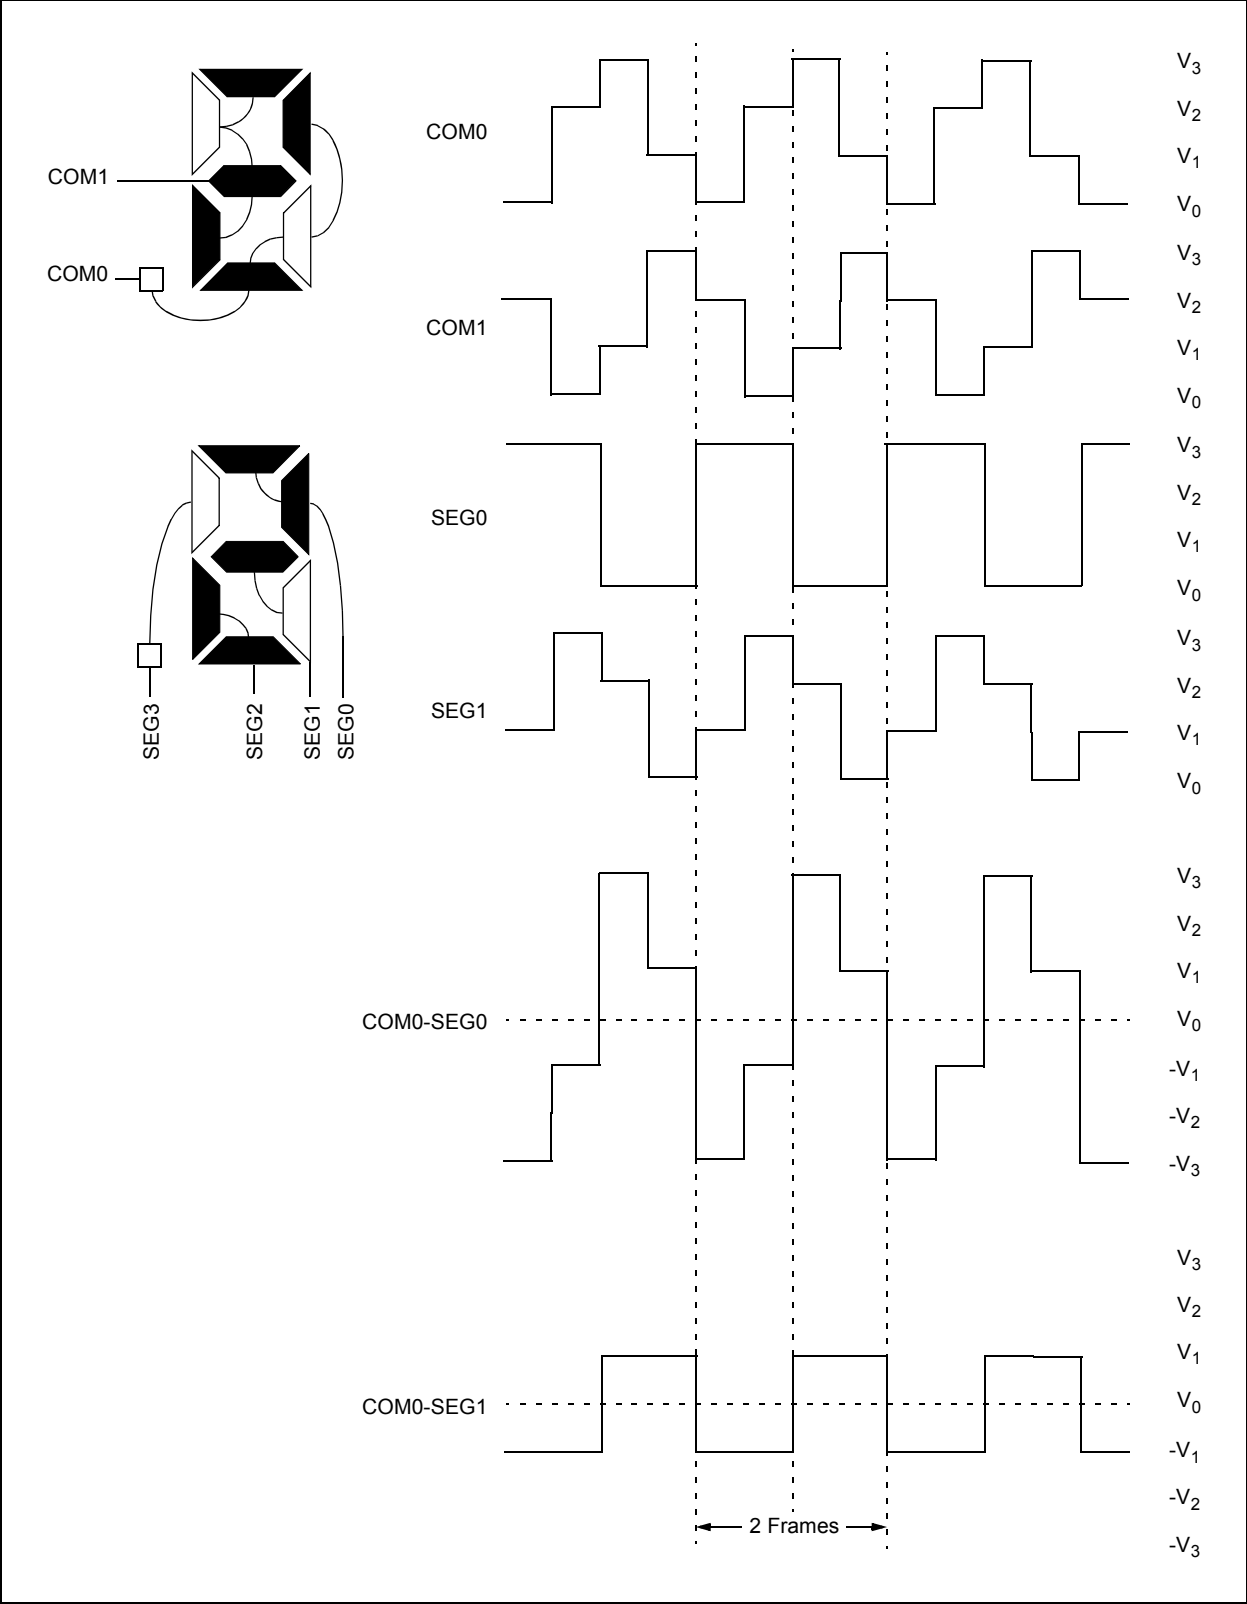 COM1
COM0
SEG3
SEG2
SEG1
SEG0
COM0
V3
V2
V1
V0
COM1
V3
V2
V1
V0
SEG0
V3
V2
V1
V0
SEG1
V3
V2
V1
V0
COM0-SEG0
V3
V2
V1
V0
-V1
-V2
-V3
COM0-SEG1
V3
V2
V1
V0
-V1
-V2
-V3
2 Frames